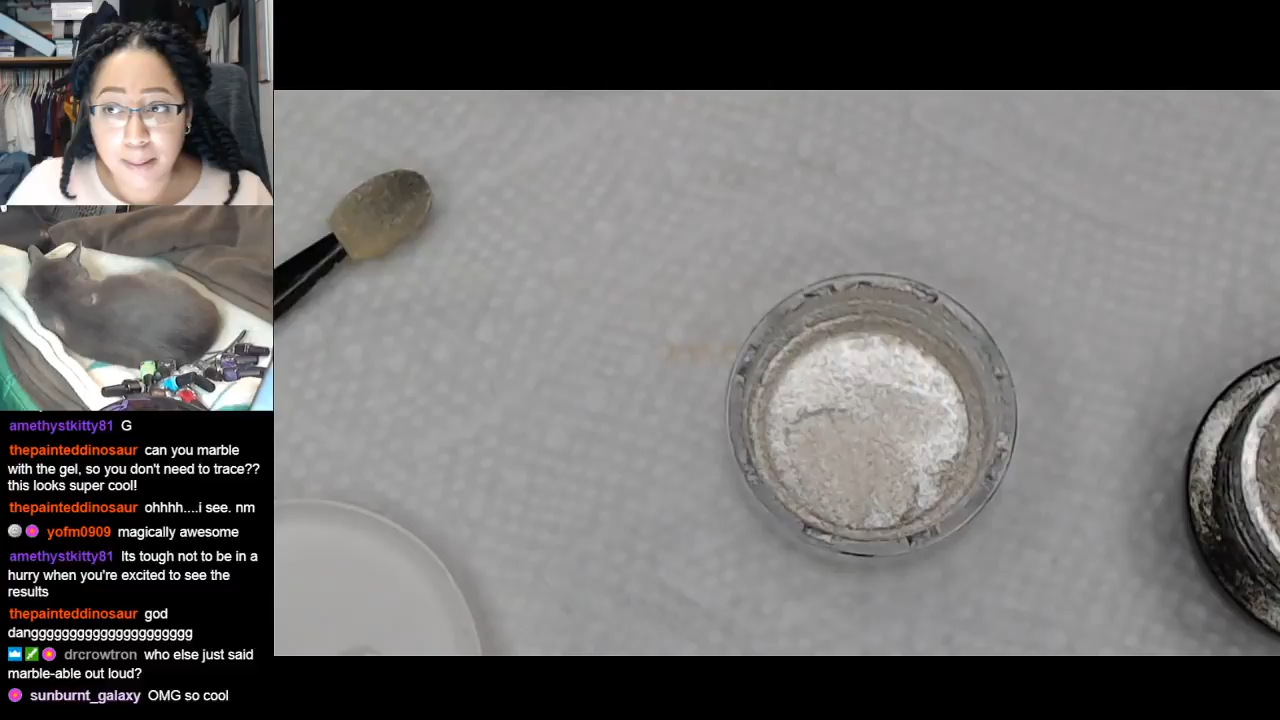 amethystkitty81 G
thepainteddinosaur can you marble
with the gel, so you don't need to trace??
this looks super cool!
thepainteddinosaur ohhhh....i see. nm
yofm0909 magically awesome
amethystkitty81 Its tough not to be in a
hurry when you're excited to see the
results
thepainteddinosaur god
dangggggggggggggggggggg
drcrowtron who else just said
marble-able out loud?
sunburnt_galaxy OMG so cool